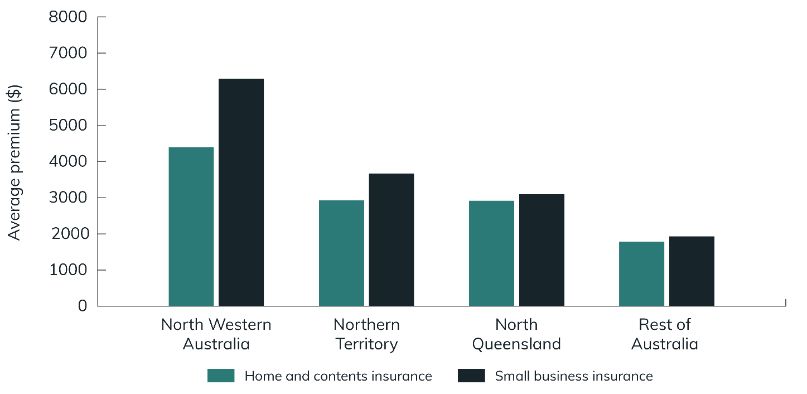 8000
7000
6000
5000
4000
3000
2000
1000
0
Average premium ($)
North Western
Australia
Northern
Territory
North
Queensland
Rest of
Australia
Home and contents insurance
Small business insurance